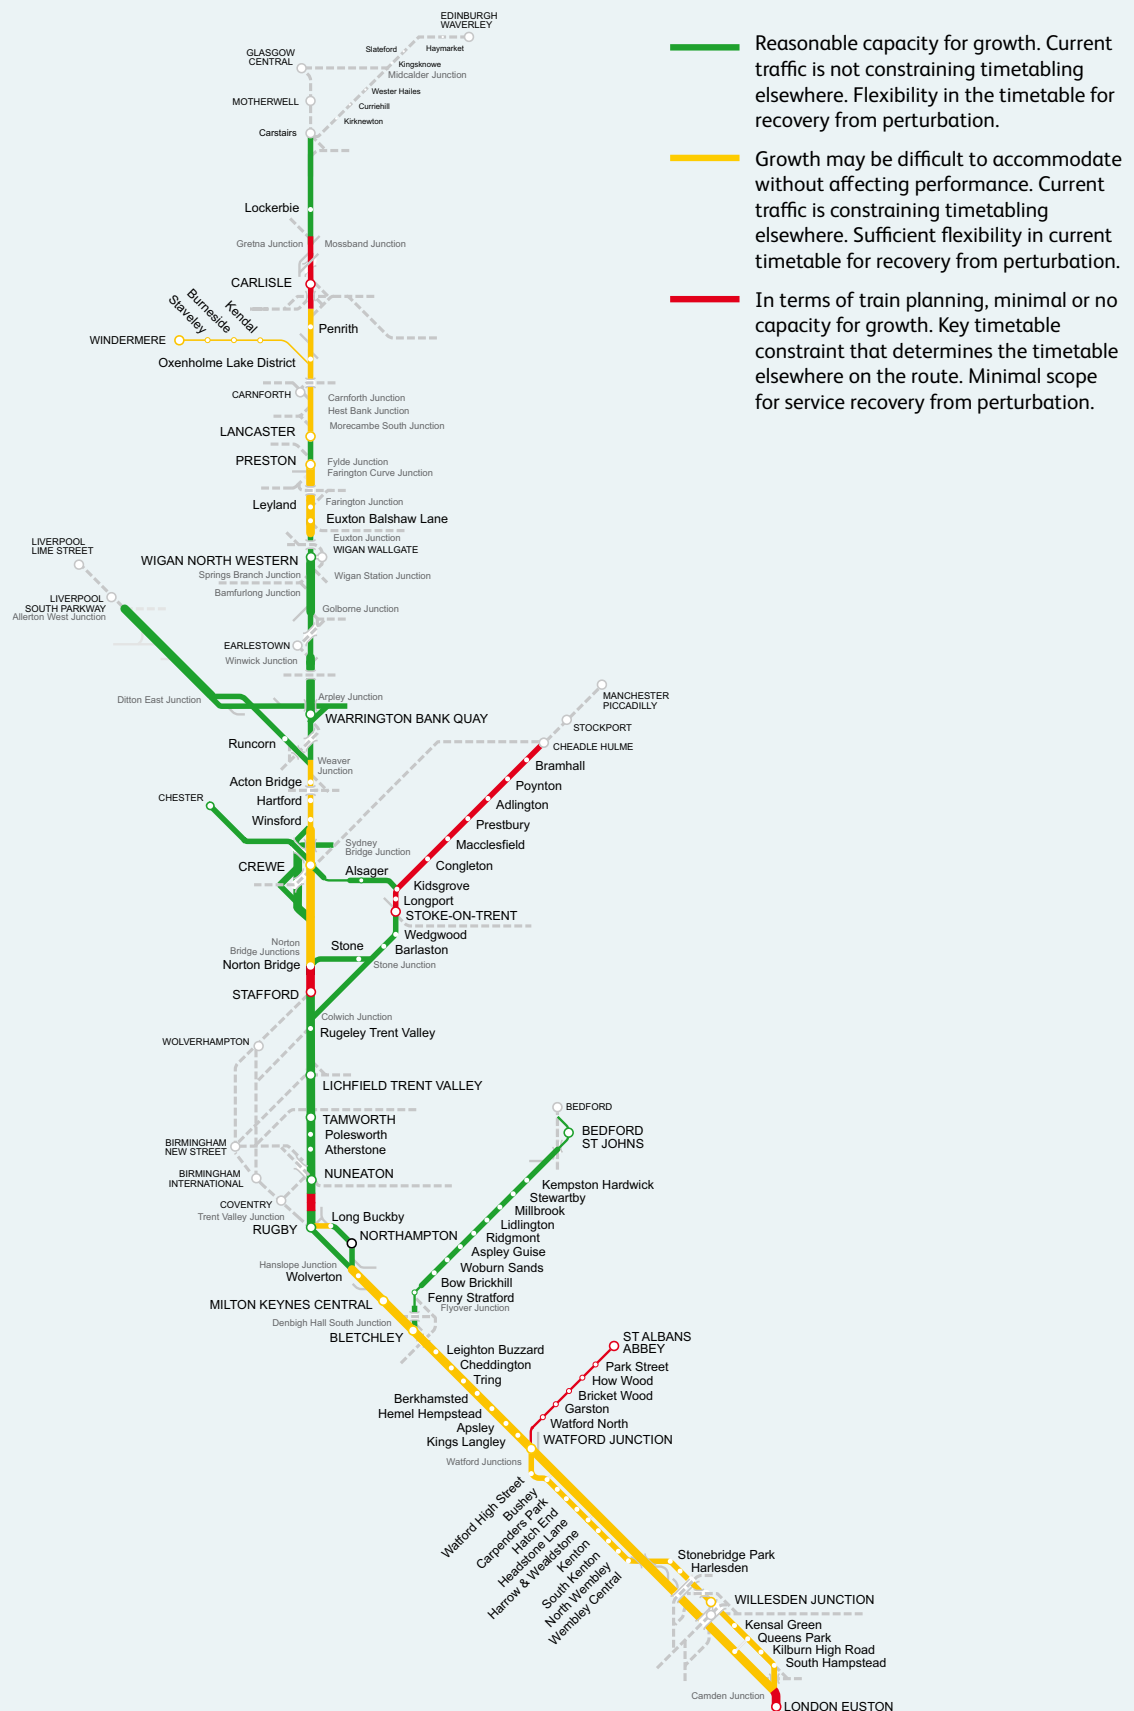 EDINBURGH
WAVERLEY
Haymarket
Slateford
GLASGOW
CENTRAL
Kingsknowe
Midcalder Junction
Wester Hailes
MOTHERWELL
Curriehill
Kirknewton
Carstairs
Lockerbie
Gretna Junction
Mossband Junction
CARLISLE
Penrith
Kendal
Burneside
Staveley
WINDERMERE
Oxenholme Lake District
CARNFORTH
Carnforth Junction
Hest Bank Junction
Morecambe South Junction
LANCASTER
PRESTON
Fylde Junction
Farington Curve Junction
Leyland
Farington Junction
Euxton Balshaw Lane
Euxton Junction
WIGAN WALLGATE
WIGAN NORTH WESTERN
Springs Branch Junction
Wigan Station Junction
Bamfurlong Junction
Golborne Junction
LIVERPOOL
LIME STREET
LIVERPOOL
SOUTH PARKWAY
Allerton West Junction
EARLESTOWN
Winwick Junction
Ditton East Junction
Arpley Junction
WARRINGTON BANK QUAY
Runcorn
Weaver
Junction
MANCHESTER
PICCADILLY
STOCKPORT
CHEADLE HULME
Bramhall
Poynton
Adlington
Prestbury
Macclesfield
Congleton
Acton Bridge
Hartford
CHESTER
Winsford
Sydney
Bridge Junction
CREWE
Alsager
Kidsgrove
Longport
STOKE-ON-TRENT
Wedgwood
Barlaston
Norton
Bridge Junctions
Stone
Stone Junction
Norton Bridge
STAFFORD
Colwich Junction
Rugeley Trent Valley
WOLVERHAMPTON
LICHFIELD TRENT VALLEY
TAMWORTH
Polesworth
Atherstone
BIRMINGHAM
NEW STREET
NUNEATON
BIRMINGHAM
INTERNATIONAL
COVENTRY
Trent Valley Junction
RUGBY
Long Buckby
NORTHAMPTON
Hanslope Junction
Wolverton
BEDFORD
BEDFORD
ST JOHNS
Kempston Hardwick
Stewartby
Millbrook
Lidlington
Ridgmont
Aspley Guise
Woburn Sands
Bow Brickhill
Fenny Stratford
Flyover Junction
MILTON KEYNES CENTRAL
Denbigh Hall South Junction
BLETCHLEY
Leighton Buzzard
Cheddington
Tring
Berkhamsted
Hemel Hempstead
Apsley
Kings Langley
ST ALBANS
ABBEY
Park Street
How Wood
Bricket Wood
Garston
Watford North
WATFORD JUNCTION
Watford Junctions
Watford High Street
Bushey
Carpenders Park
Hatch End
Headstone Lane
Harrow & Wealdstone
Kenton
South Kenton
North Wembley
Wembley Central
Stonebridge Park
Harlesden
WILLESDEN JUNCTION
Kensal Green
Queens Park
Kilburn High Road
South Hampstead
Camden Junction
LONDON EUSTON
Reasonable capacity for growth. Current
traffic is not constraining timetabling
elsewhere. Flexibility in the timetable for
recovery from perturbation.
Growth may be difficult to accommodate
without affecting performance. Current
traffic is constraining timetabling
elsewhere. Sufficient flexibility in current
timetable for recovery from perturbation.
In terms of train planning, minimal or no
capacity for growth. Key timetable
constraint that determines the timetable
elsewhere on the route. Minimal scope
for service recovery from perturbation.